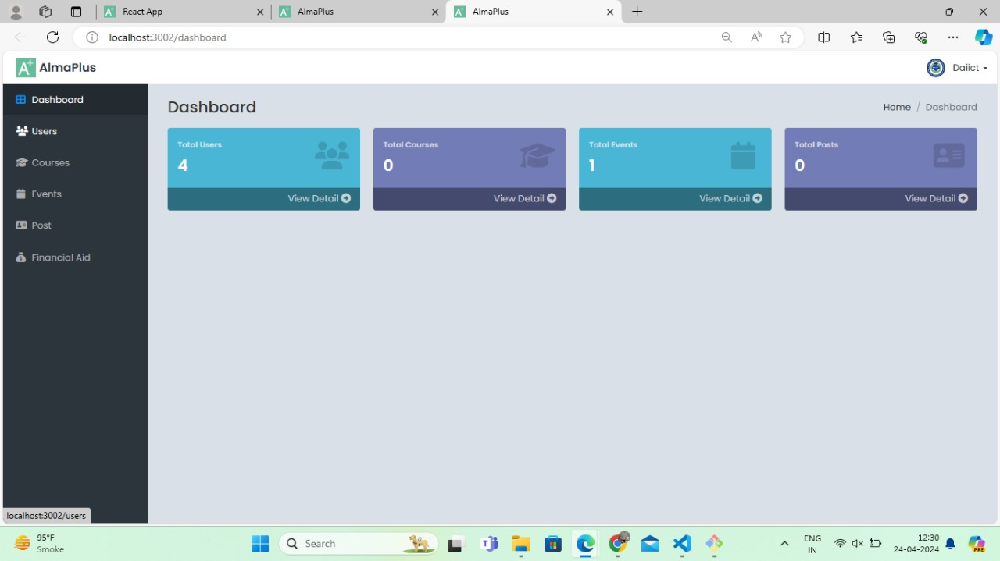 React App
AlmaPlus
AlmaPlus
localhost:3002/dashboard
A+ AlmaPlus
Daiict
Dashboard
Users
Courses
Events
Post
Financial Aid
Dashboard
Home / Dashboard
Total Users
4
View Detail
Total Courses
0
View Detail
Total Events
1
View Detail
Total Posts
0
View Detail
localhost:3002/users
95°F
Smoke
Search
ENG
IN
12:30
24-04-2024
PRE